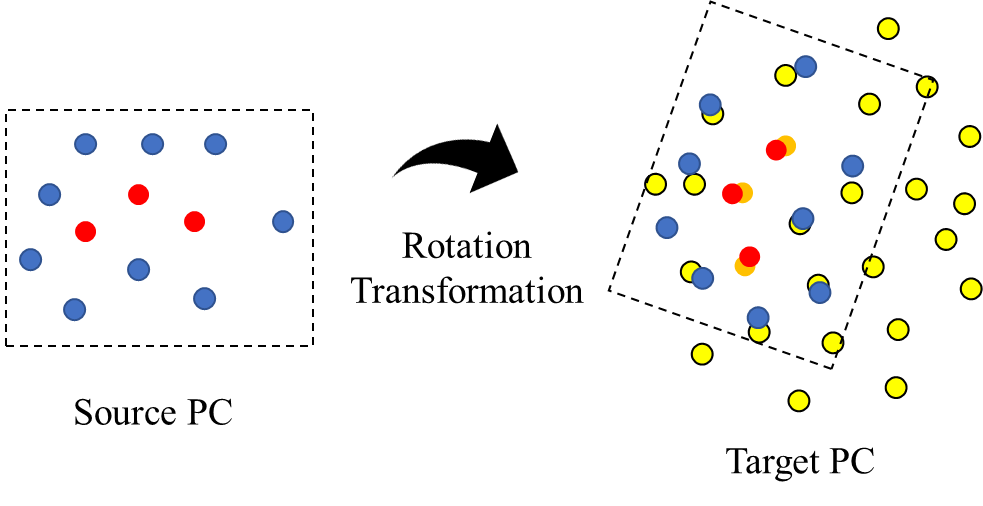 Rotation
Transformation
Source PC
Target PC